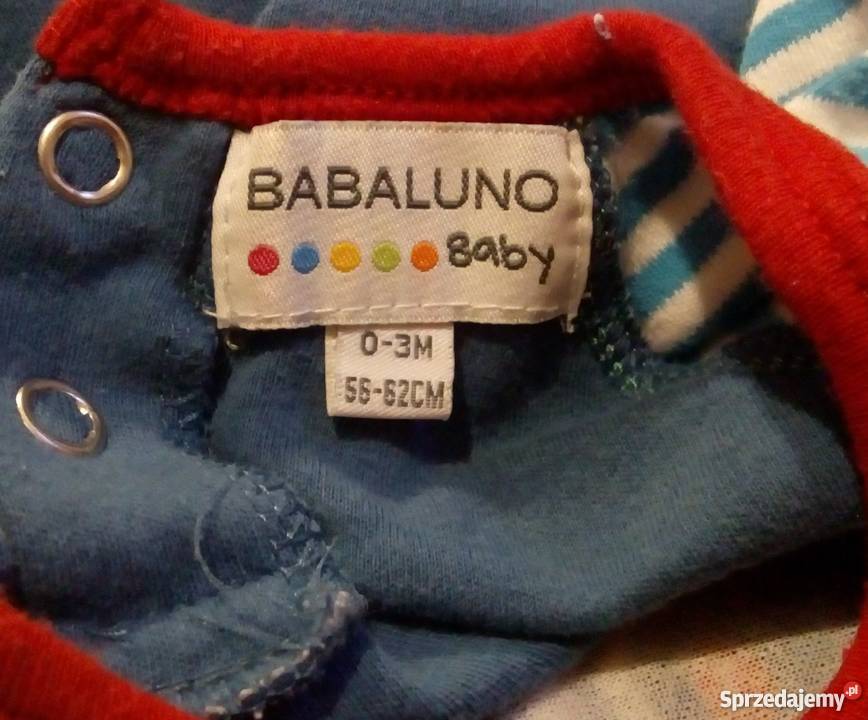 BABALUNO
Baby
0-3M
56-62CM
Sprzedajemy.pl